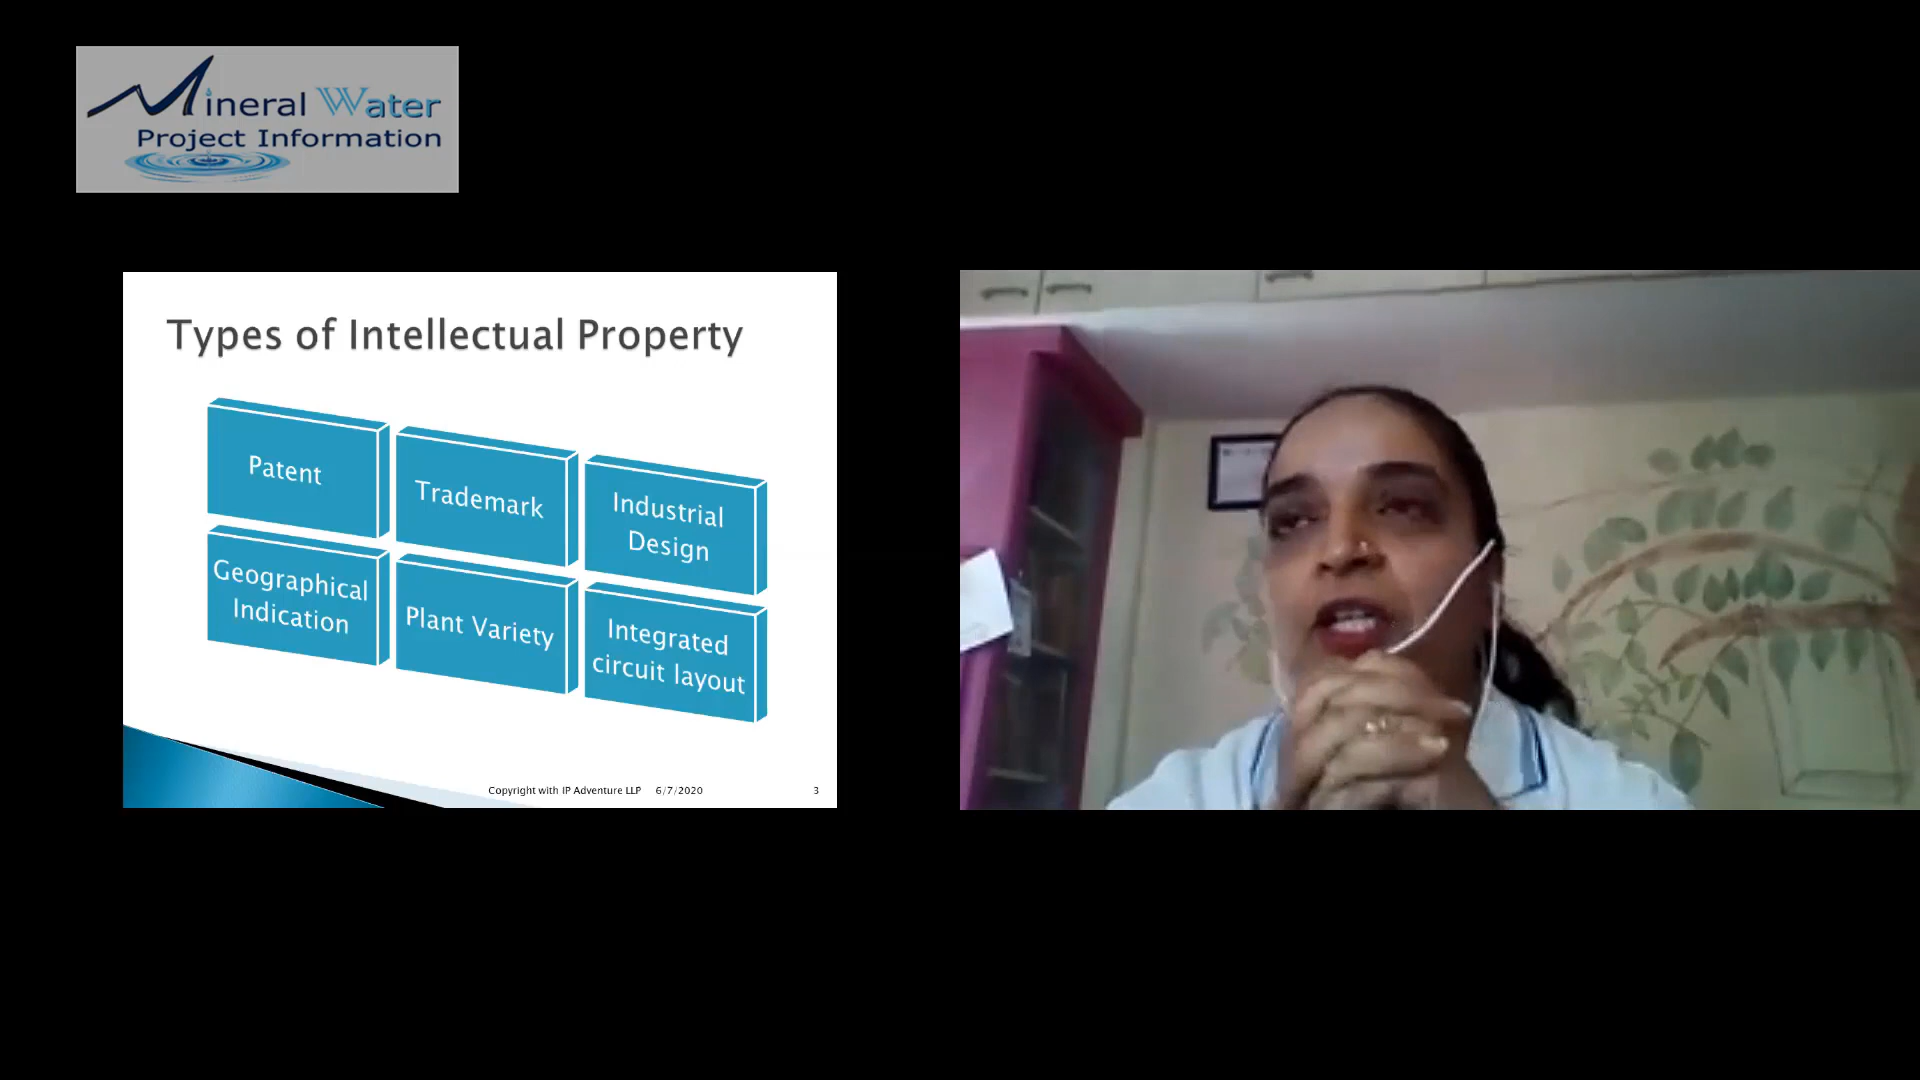 Mineral Water
Project Information
Types of Intellectual Property
Patent
Trademark
Industrial
Design
Geographical
Indication
Plant Variety
Integrated
circuit layout
Copyright with IP Adventure LLP 6/7/2020 3